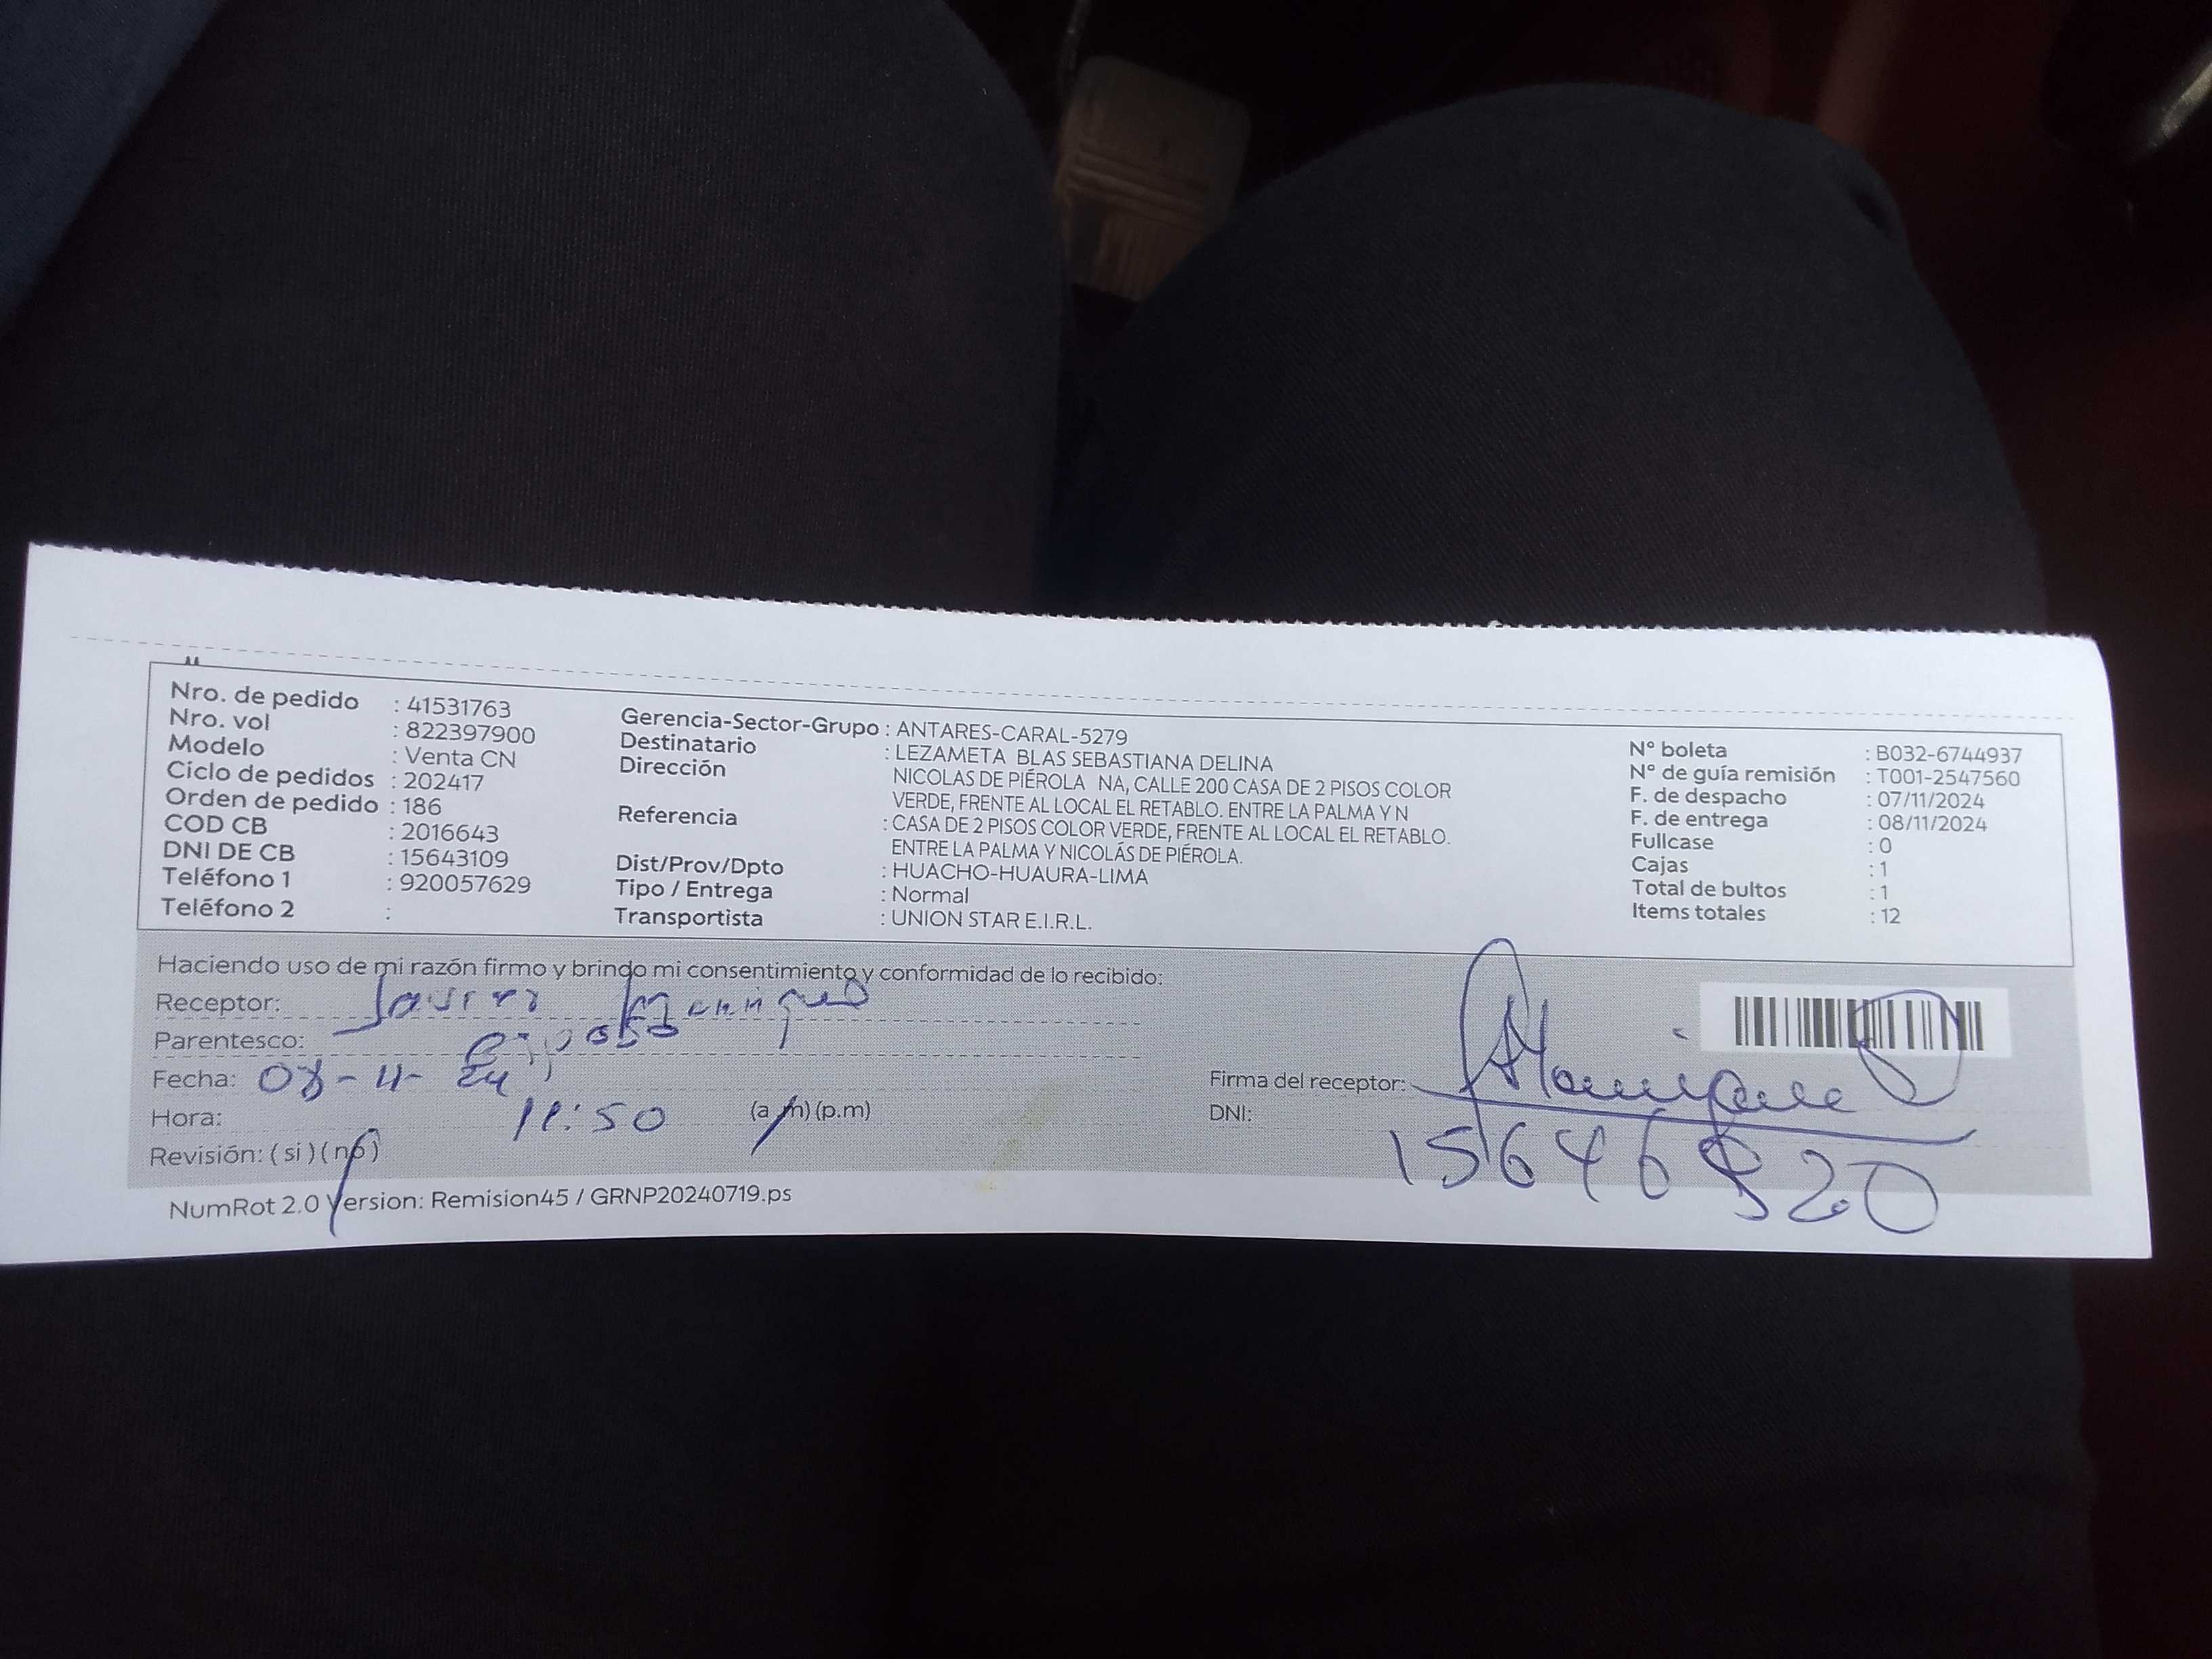 Nro. de pedido : 41531763
Nro. vol : 822397900
Modelo : Venta CN
Ciclo de pedidos : 202417
Orden de pedido : 186
COD CB : 2016643
DNI DE CB : 15643109
Teléfono 1 : 920057629
Teléfono 2 :
Gerencia-Sector-Grupo : ANTARES-CARAL-5279
Destinatario : LEZAMETA BLAS SEBASTIANA DELINA
Dirección NICOLAS DE PIÉROLA NA, CALLE 200 CASA DE 2 PISOS COLOR
VERDE, FRENTE AL LOCAL EL RETABLO. ENTRE LA PALMA Y N
Referencia : CASA DE 2 PISOS COLOR VERDE, FRENTE AL LOCAL EL RETABLO.
ENTRE LA PALMA Y NICOLÁS DE PIÉROLA.
Dist/Prov/Dpto : HUACHO-HUAURA-LIMA
Tipo / Entrega : Normal
Transportista : UNION STAR E.I.R.L.
N° boleta : B032-6744937
N° de guía remisión : T001-2547560
F. de despacho : 07/11/2024
F. de entrega : 08/11/2024
Fullcase : 0
Cajas : 1
Total de bultos : 1
Items totales : 12
Haciendo uso de mi razón firmo y brindo mi consentimiento y conformidad de lo recibido:
Receptor:
Parentesco: esposo
Fecha: 08-11-24
Hora: 11:50 (a.m) (p.m)
Revisión: (si) (no)
Firma del receptor:
DNI: 15646820
NumRot 2.0 Version: Remision45 / GRNP20240719.ps